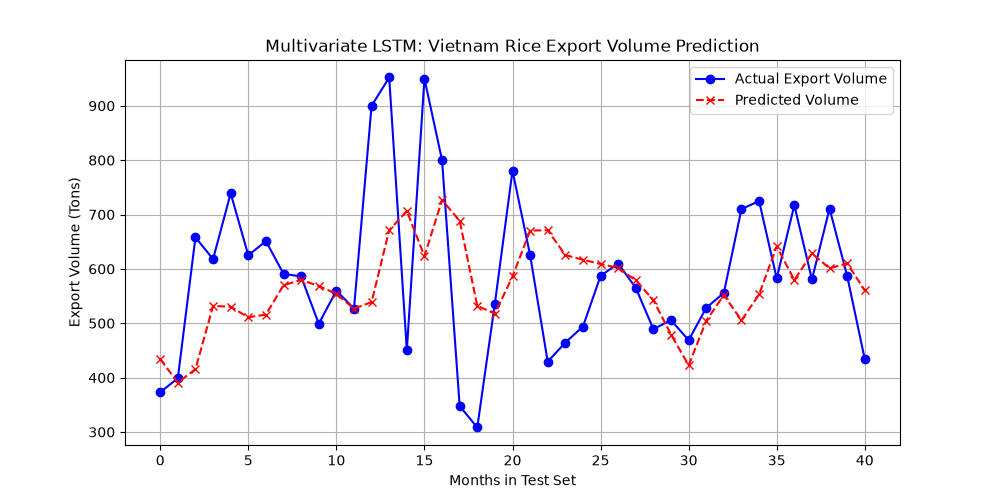 Multivariate LSTM: Vietnam Rice Export Volume Prediction
Actual Export Volume
Predicted Volume
Export Volume (Tons)
900
800
700
600
500
400
300
0 5 10 15 20 25 30 35 40
Months in Test Set